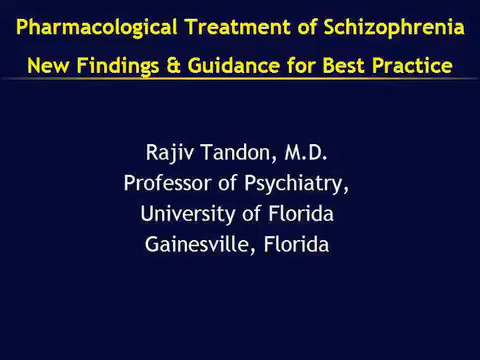 Pharmacological Treatment of Schizophrenia
New Findings & Guidance for Best Practice
Rajiv Tandon, M.D.
Professor of Psychiatry,
University of Florida
Gainesville, Florida